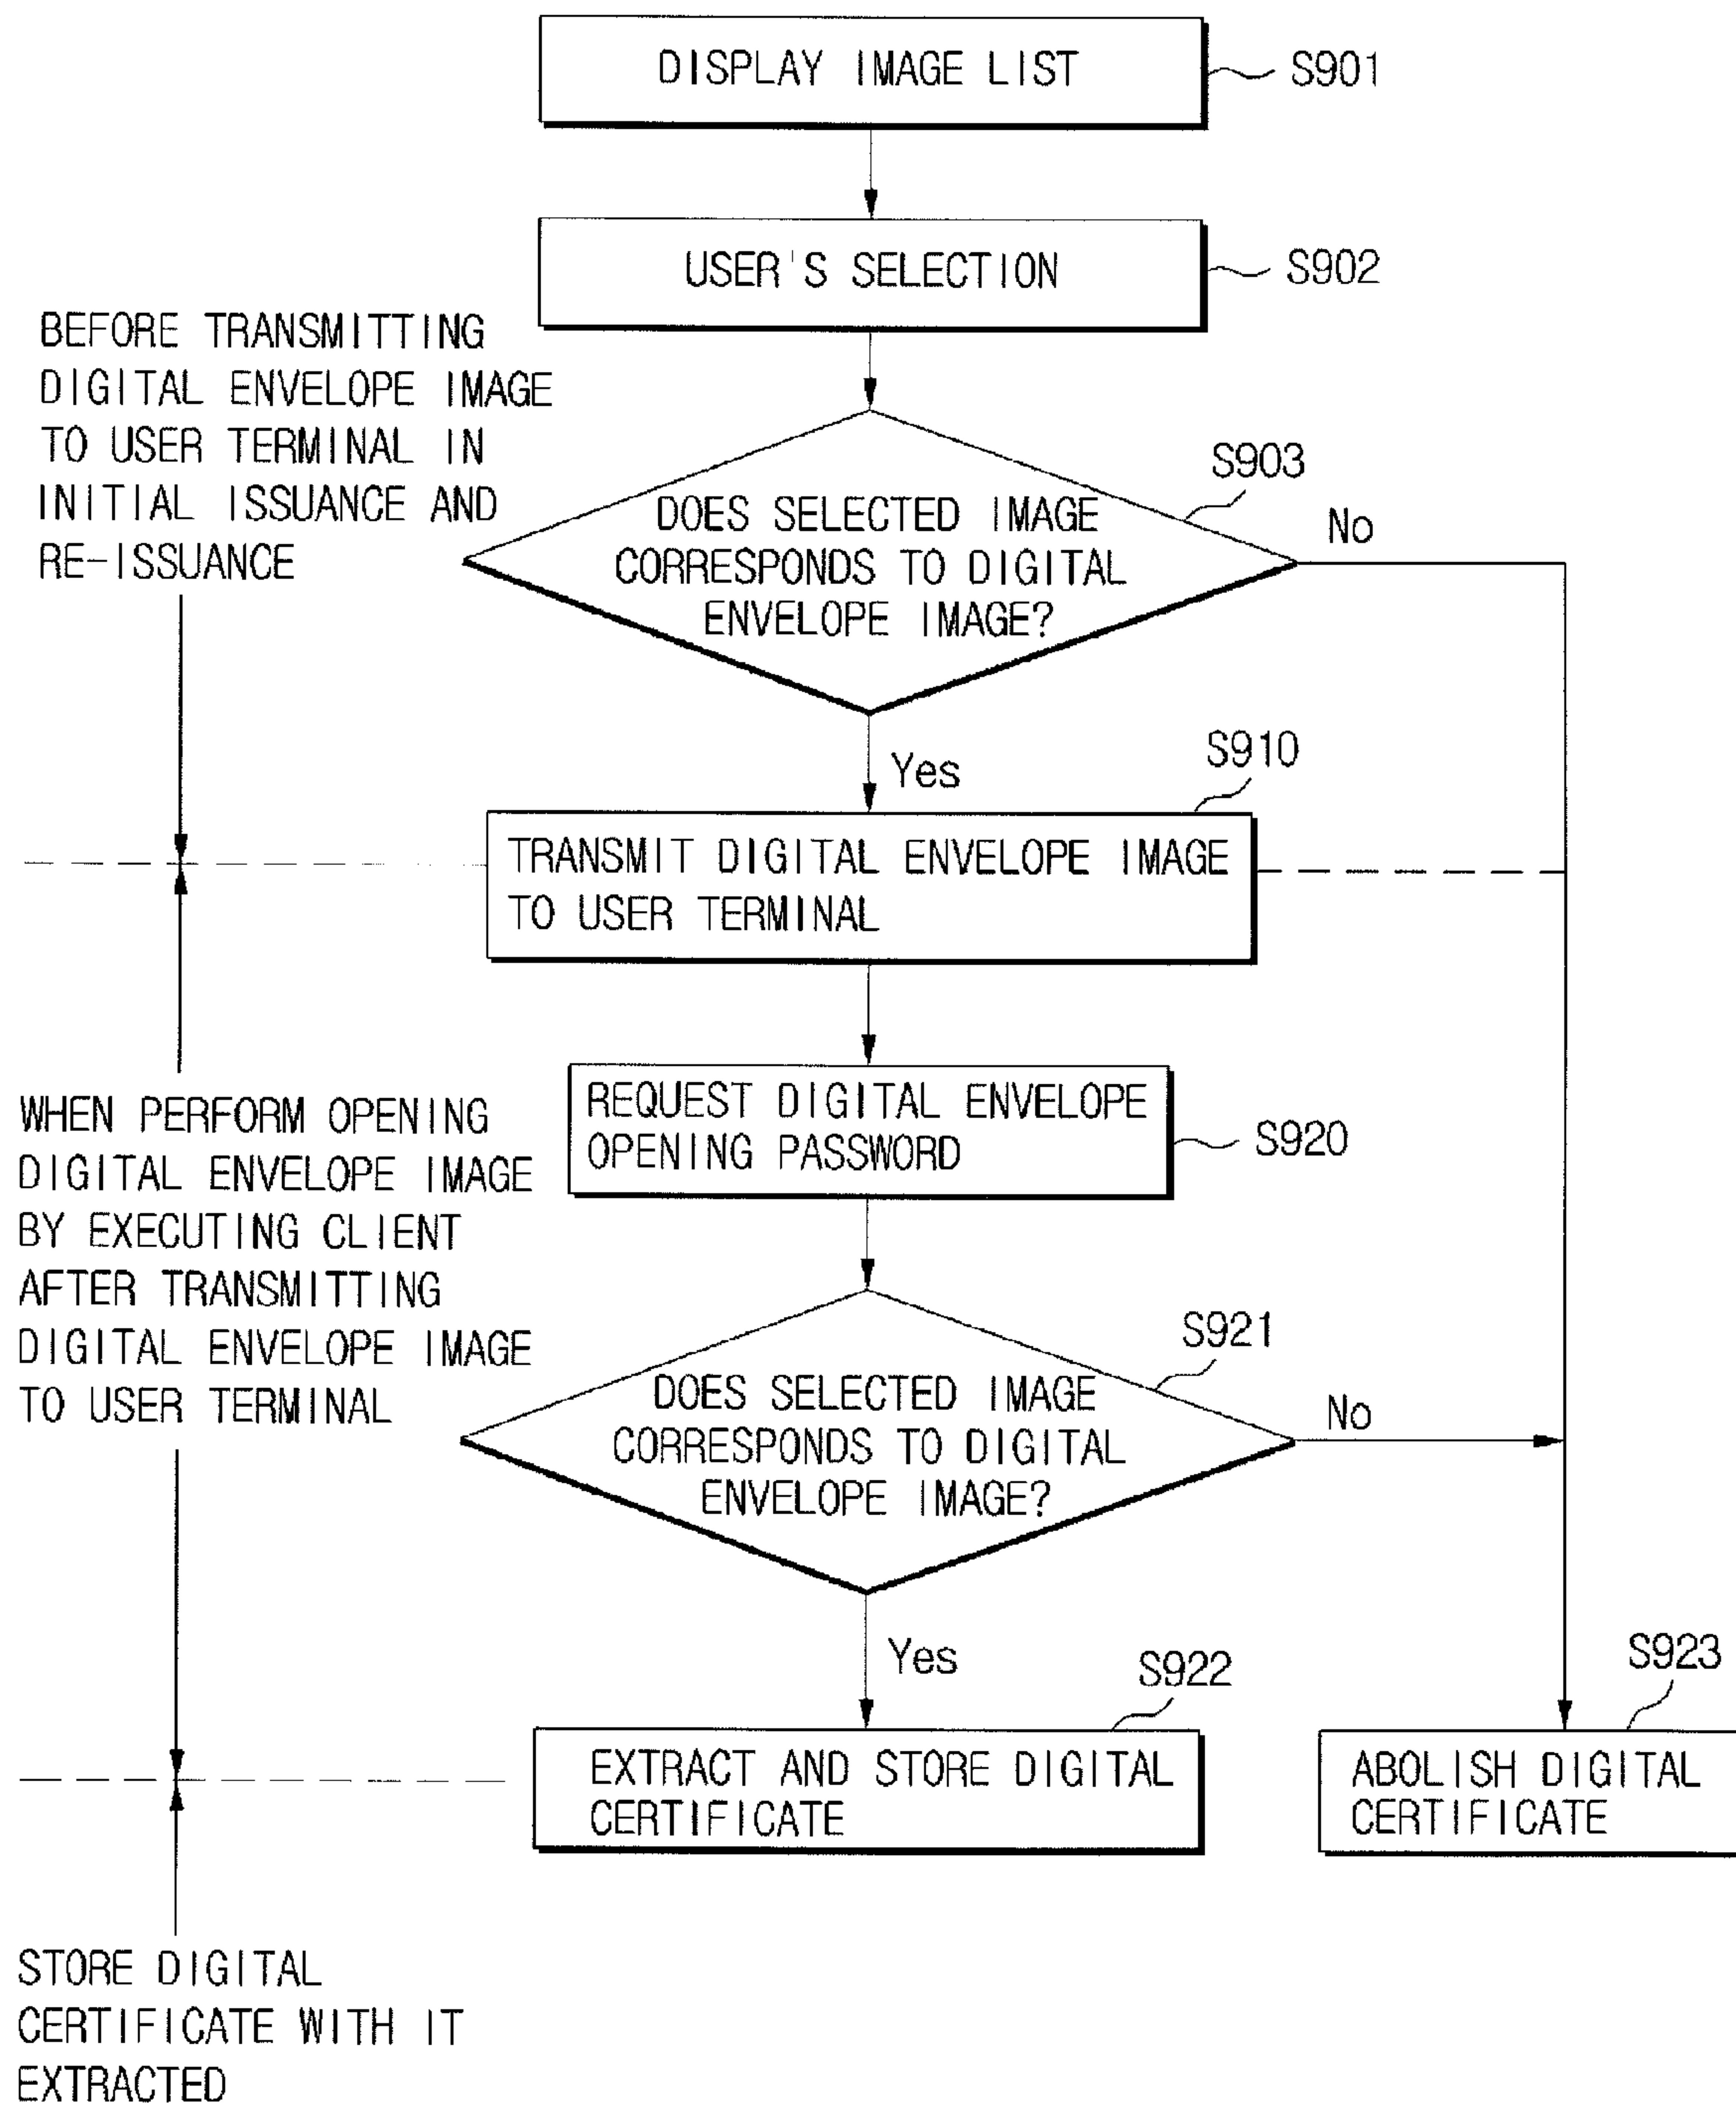 DISPLAY IMAGE LIST
S901
USER'S SELECTION
S902
BEFORE TRANSMITTING
DIGITAL ENVELOPE IMAGE
TO USER TERMINAL IN
INITIAL ISSUANCE AND
RE-ISSUANCE
S903
DOES SELECTED IMAGE
CORRESPONDS TO DIGITAL
ENVELOPE IMAGE?
No
Yes
S910
TRANSMIT DIGITAL ENVELOPE IMAGE
TO USER TERMINAL
REQUEST DIGITAL ENVELOPE
OPENING PASSWORD
S920
WHEN PERFORM OPENING
DIGITAL ENVELOPE IMAGE
BY EXECUTING CLIENT
AFTER TRANSMITTING
DIGITAL ENVELOPE IMAGE
TO USER TERMINAL
S921
DOES SELECTED IMAGE
CORRESPONDS TO DIGITAL
ENVELOPE IMAGE?
No
Yes
S922
EXTRACT AND STORE DIGITAL
CERTIFICATE
S923
ABOLISH DIGITAL
CERTIFICATE
STORE DIGITAL
CERTIFICATE WITH IT
EXTRACTED